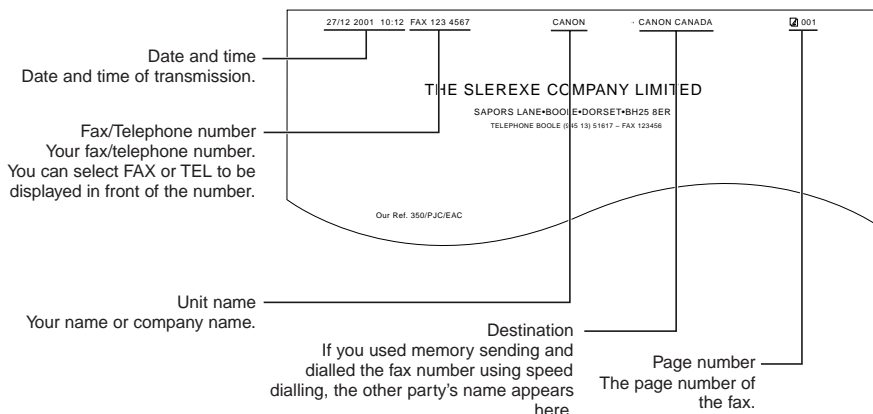 27/12 2001 10:12 FAX 123 4567 CANON → CANON CANADA 001
Date and time
Date and time of transmission.
THE SLEREXE COMPANY LIMITED
SAPORS LANE•BOOLE•DORSET•BH25 8ER
TELEPHONE BOOLE (945 13) 51617 – FAX 123456
Fax/Telephone number
Your fax/telephone number.
You can select FAX or TEL to be
displayed in front of the number.
Our Ref. 350/PJC/EAC
Unit name
Your name or company name.
Destination
If you used memory sending and
dialled the fax number using speed
dialling, the other party's name appears
here.
Page number
The page number of
the fax.